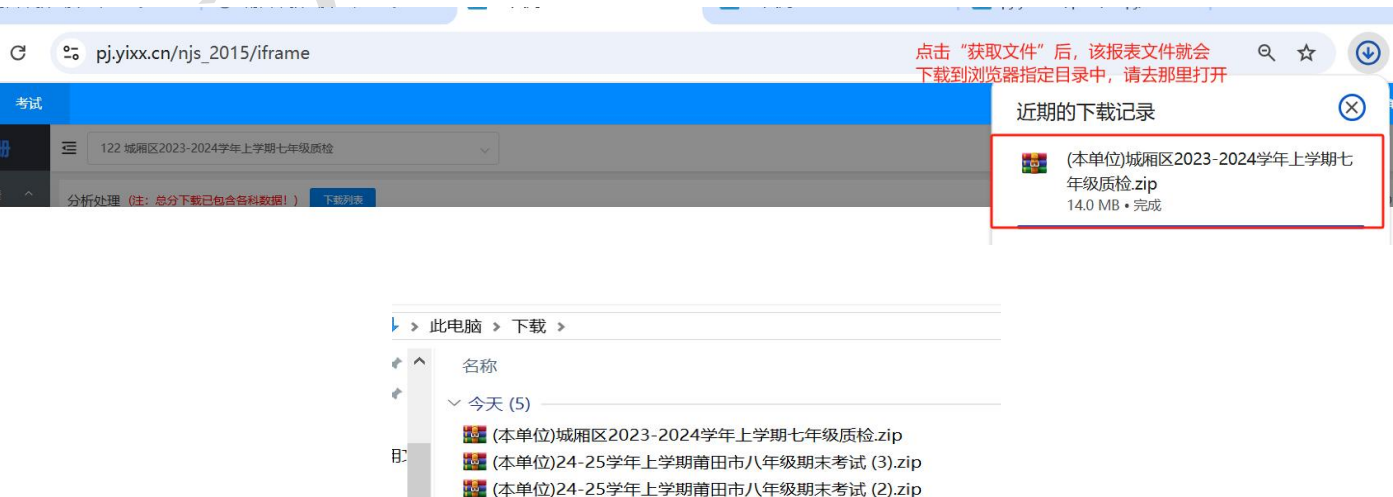 pj.yixx.cn/njs_2015/iframe
点击“获取文件”后，该报表文件就会
下载到浏览器指定目录中，请去那里打开
考试
近期的下载记录
册
122 城厢区2023-2024学年上学期七年级质检
(本单位)城厢区2023-2024学年上学期七
年级质检.zip
14.0 MB • 完成
分析处理 (注：总分下载已包含各科数据！)
下载列表
此电脑 > 下载 >
名称
今天 (5)
(本单位)城厢区2023-2024学年上学期七年级质检.zip
(本单位)24-25学年上学期莆田市八年级期末考试 (3).zip
(本单位)24-25学年上学期莆田市八年级期末考试 (2).zip